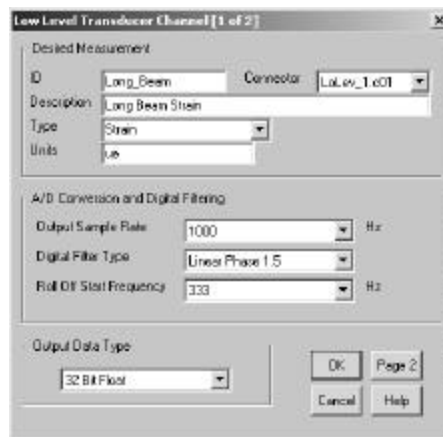 Low Level Transducer Channel [1 of 2]
Desired Measurement
ID Long_Beam Connector LoLev_1.c01
Description Long Beam Strain
Type Strain
Units ue
A/D Conversion and Digital Filtering
Output Sample Rate 1000 Hz
Digital Filter Type Linear Phase 1.5
Roll Off Start Frequency 333 Hz
Output Data Type
32 Bit Float
OK Page 2
Cancel Help